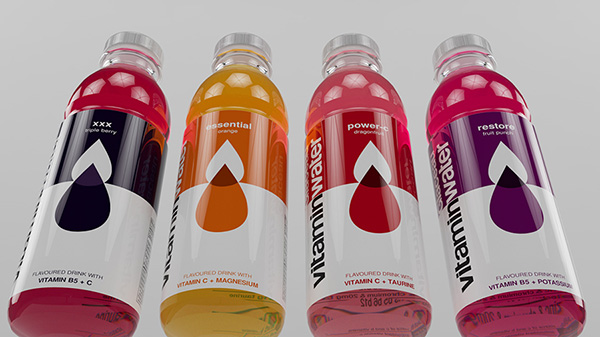 xxx
triple berry
vitaminwater
FLAVOURED DRINK WITH
VITAMIN B5 + C
essential
orange
vitaminwater
FLAVOURED DRINK WITH
VITAMIN C + MAGNESIUM
power-c
dragonfruit
vitaminwater
FLAVOURED DRINK WITH
VITAMIN C + TAURINE
restore
fruit punch
vitaminwater
FLAVOURED DRINK WITH
VITAMIN B5 + POTASSIUM